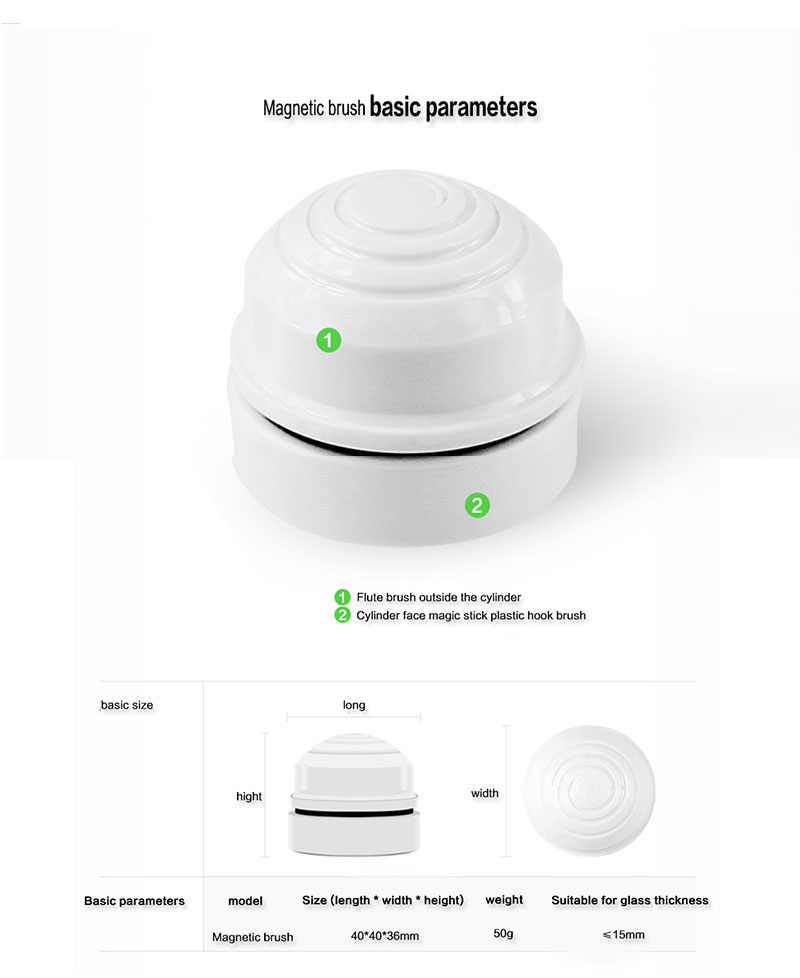 Magnetic brush basic parameters
1
2
1 Flute brush outside the cylinder
2 Cylinder face magic stick plastic hook brush
basic size
long
hight
width
Basic parameters model Size (length * width * height) weight Suitable for glass thickness
Magnetic brush 40*40*36mm 50g ≤15mm